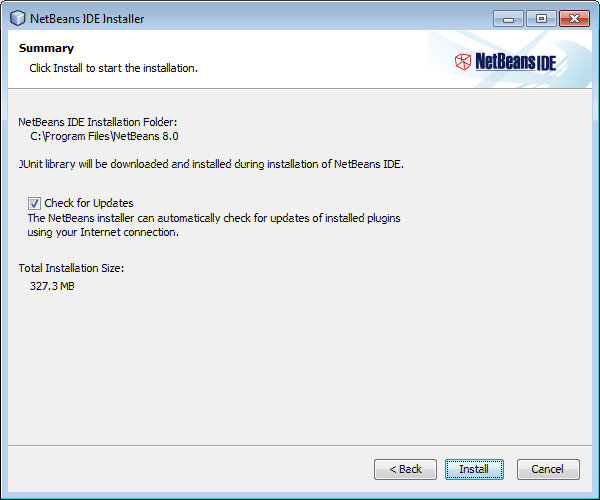 NetBeans IDE Installer
Summary
Click Install to start the installation.
NetBeans IDE
NetBeans IDE Installation Folder:
C:\Program Files\NetBeans 8.0
JUnit library will be downloaded and installed during installation of NetBeans IDE.
Check for Updates
The NetBeans installer can automatically check for updates of installed plugins
using your Internet connection.
Total Installation Size:
327.3 MB
< Back
Install
Cancel